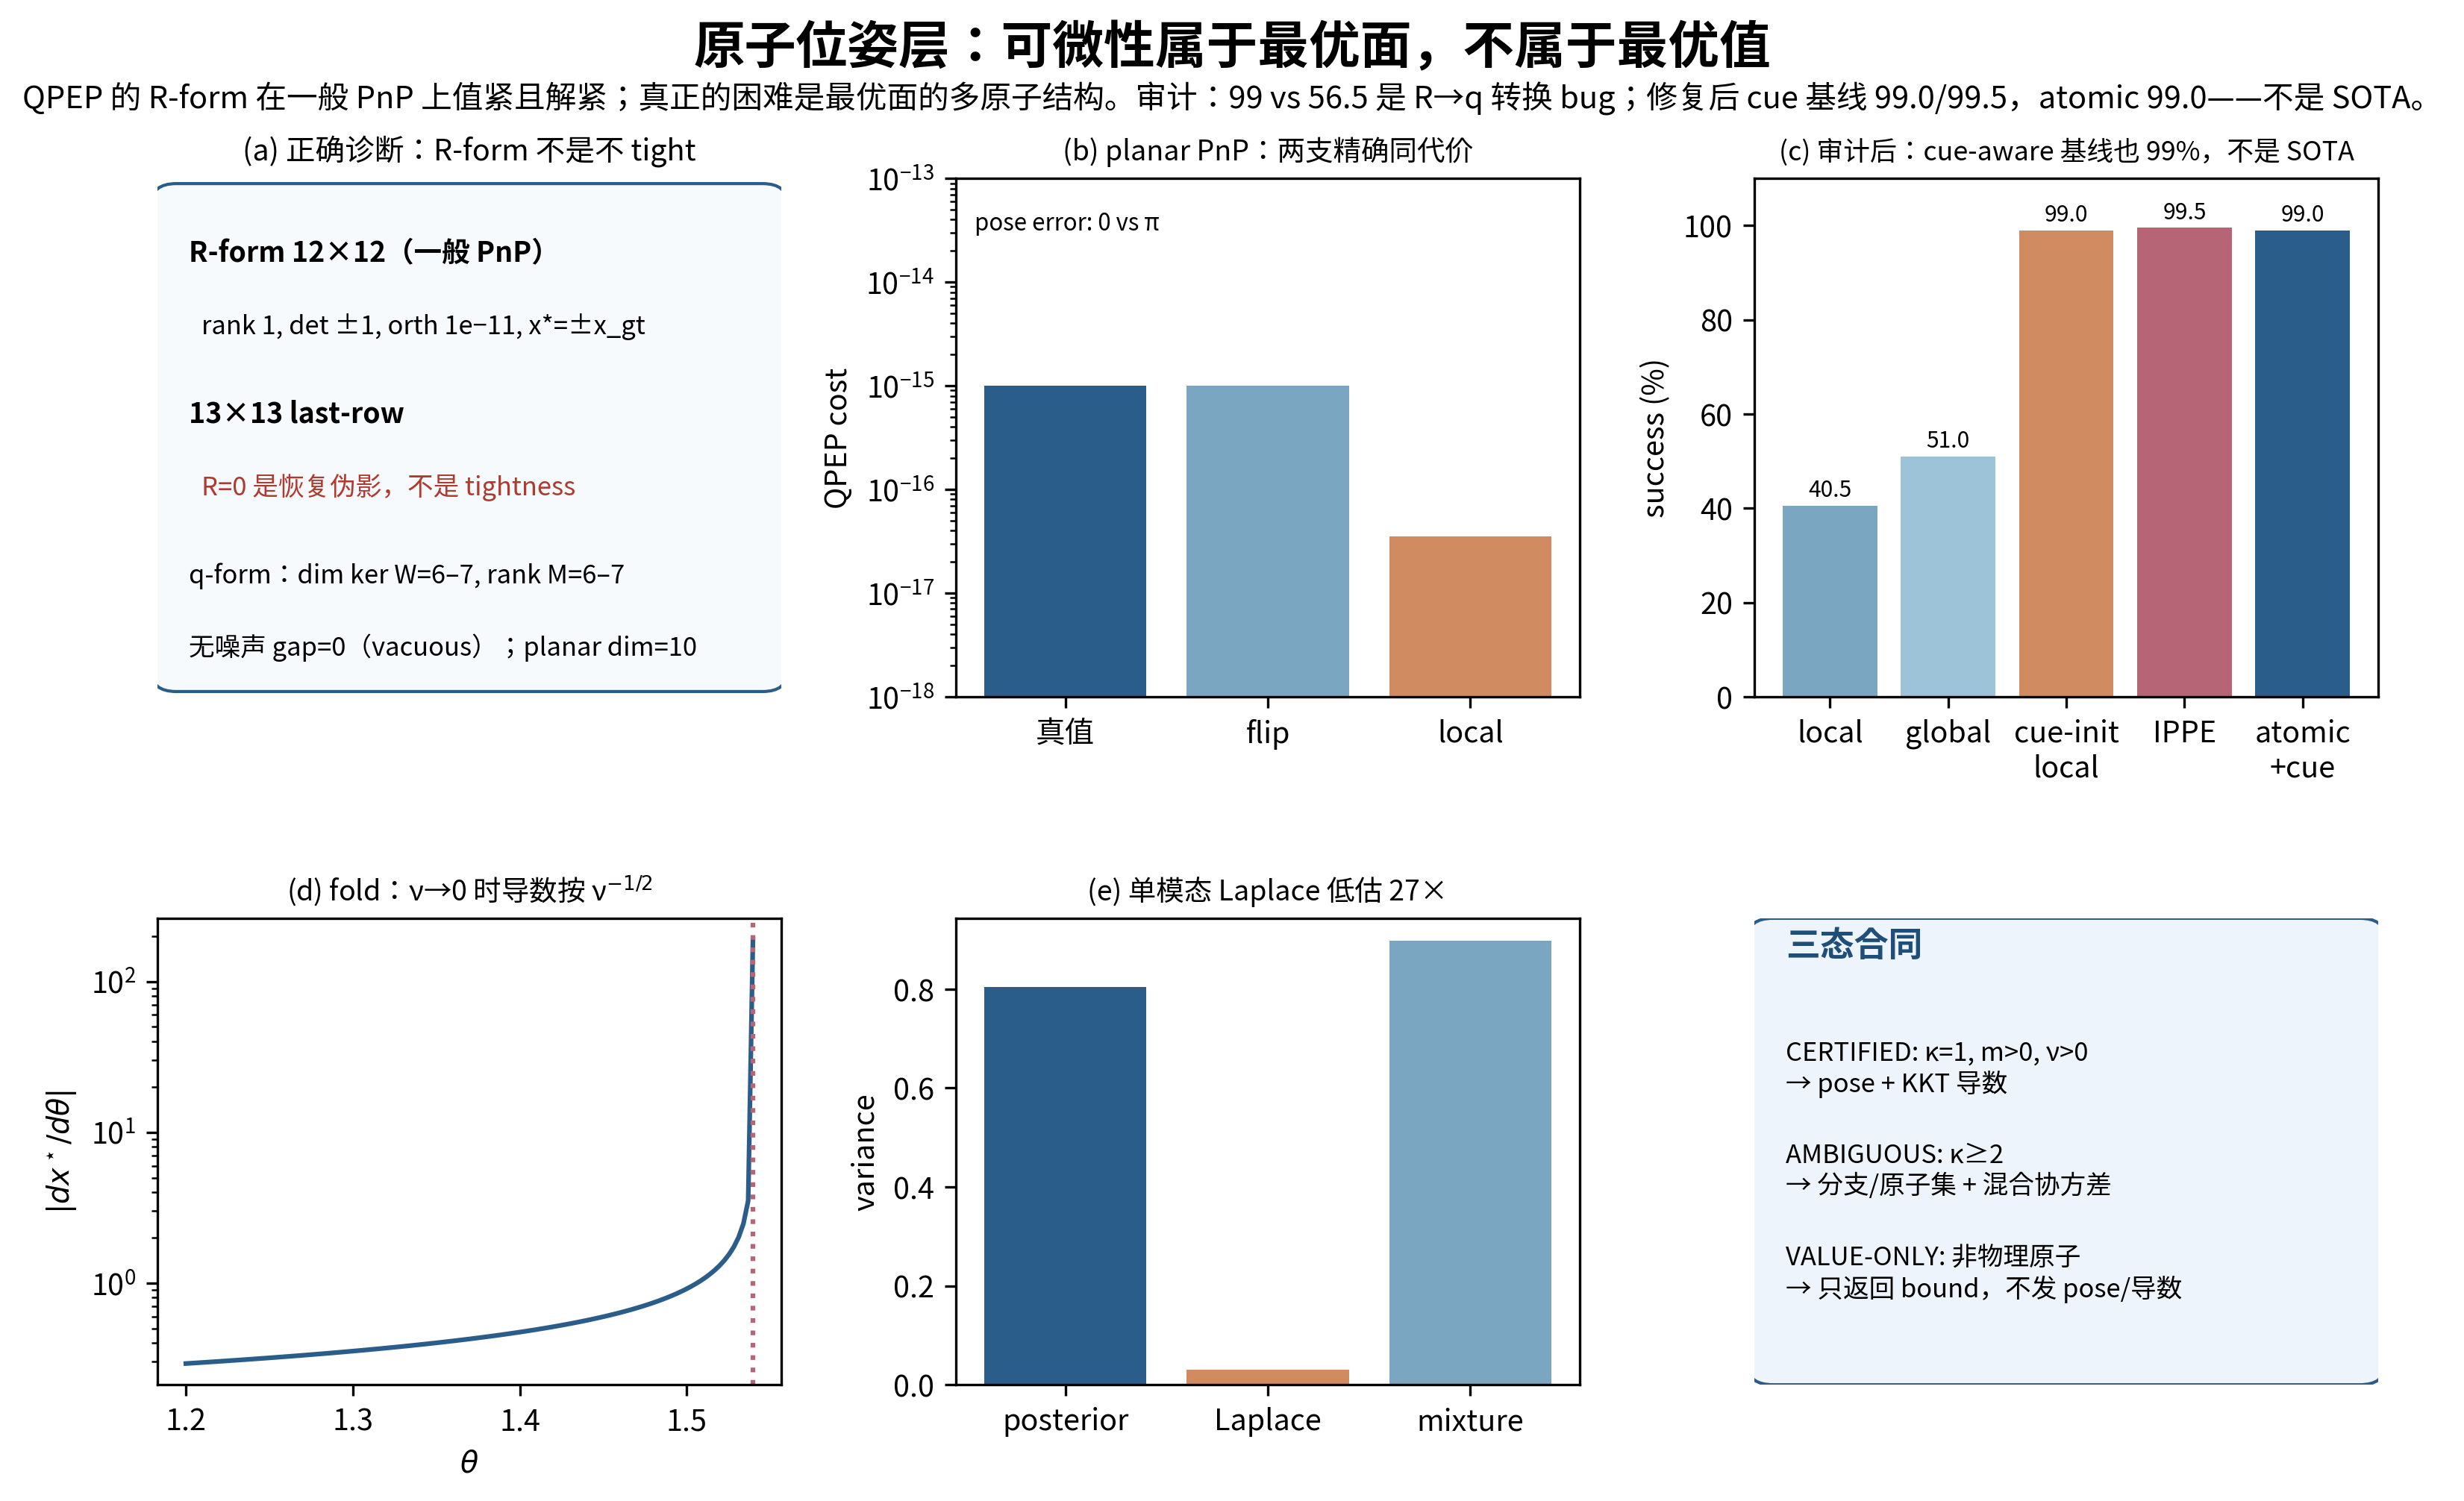 原子位姿层：可微性属于最优面，不属于最优值
QPEP 的 R-form 在一般 PnP 上值紧且解紧；真正的困难是最优面的多原子结构。审计：99 vs 56.5 是 R→q 转换 bug；修复后 cue 基线 99.0/99.5，atomic 99.0——不是 SOTA。
(a) 正确诊断：R-form 不是不 tight
R-form 12×12（一般 PnP）
rank 1, det ±1, orth 1e−11, x*=±x_gt
13×13 last-row
R=0 是恢复伪影，不是 tightness
q-form：dim ker W=6–7, rank M=6–7
无噪声 gap=0（vacuous）；planar dim=10
(b) planar PnP：两支精确同代价
QPEP cost
10⁻¹³
10⁻¹⁴
10⁻¹⁵
10⁻¹⁶
10⁻¹⁷
10⁻¹⁸
pose error: 0 vs π
真值 flip local
(c) 审计后：cue-aware 基线也 99%，不是 SOTA
success (%)
100
80
60
40
20
0
40.5
51.0
99.0
99.5
99.0
local global cue-init local IPPE atomic +cue
(d) fold：ν→0 时导数按 ν⁻¹/²
|dx⋆/dθ|
10²
10¹
10⁰
1.2 1.3 1.4 1.5
θ
(e) 单模态 Laplace 低估 27×
variance
0.8
0.6
0.4
0.2
0.0
posterior Laplace mixture
三态合同
CERTIFIED: κ=1, m>0, ν>0
→ pose + KKT 导数
AMBIGUOUS: κ≥2
→ 分支/原子集 + 混合协方差
VALUE-ONLY: 非物理原子
→ 只返回 bound，不发 pose/导数